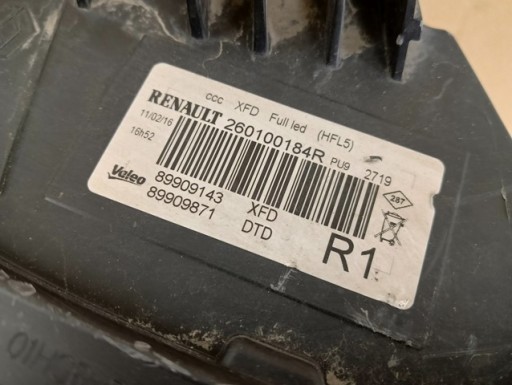 ccc XFD Full led (HFL5)
RENAULT 260100184R PU9 2719
11/02/16
16h52
287
Valeo 89909143 XFD
89909871 DTD R1